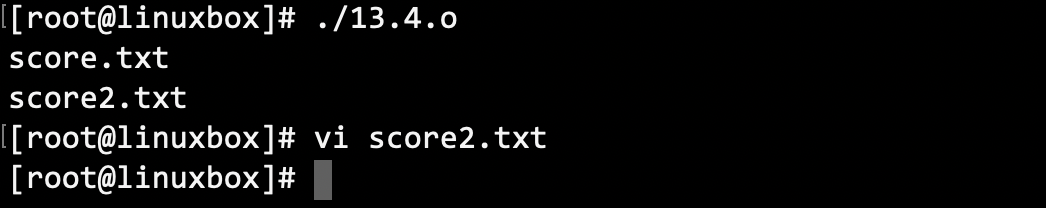 [root@linuxbox]# ./13.4.o
score.txt
score2.txt
[root@linuxbox]# vi score2.txt
[root@linuxbox]#